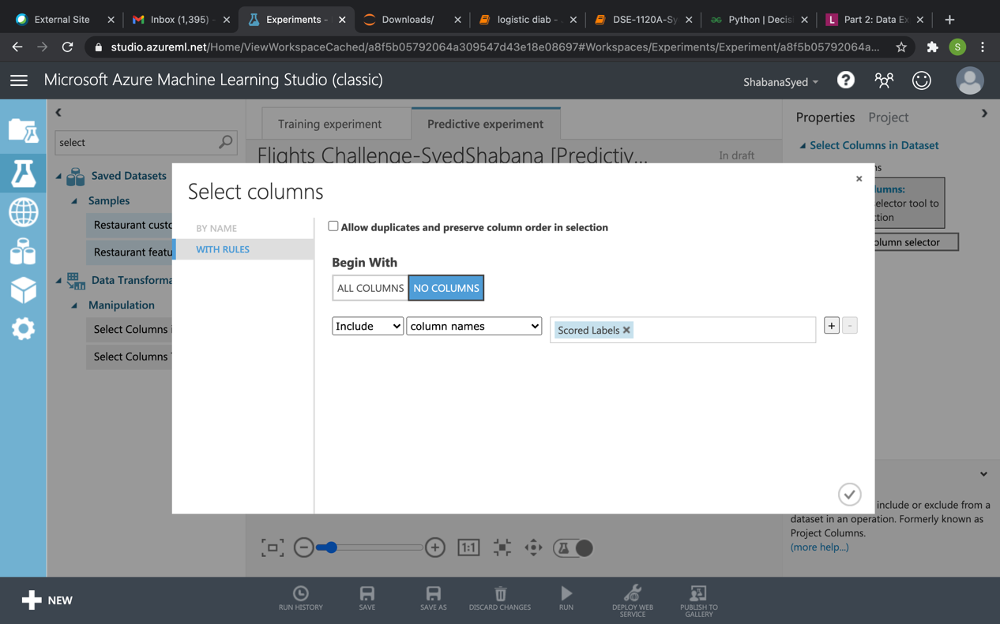 External Site
Inbox (1,395)
Experiments -
Downloads/
logistic diab -
DSE-1120A-Sy
Python | Decis
Part 2: Data Ex
studio.azureml.net/Home/ViewWorkspaceCached/a8f5b05792064a309547d43e18e08697#Workspaces/Experiments/Experiment/a8f5b05792064a...
S
Microsoft Azure Machine Learning Studio (classic)
ShabanaSyed
select
Saved Datasets
Samples
Restaurant custo
Restaurant featu
Data Transforma
Manipulation
Select Columns i
Select Columns T
Training experiment
Predictive experiment
Flights Challenge-SyedShabana [Predictiv...
In draft
Properties
Project
Select Columns in Dataset
ns
lumns:
elector tool to
ction
olumn selector
Select columns
BY NAME
WITH RULES
Allow duplicates and preserve column order in selection
Begin With
ALL COLUMNS
NO COLUMNS
Include
column names
Scored Labels
+
-
include or exclude from a
dataset in an operation. Formerly known as
Project Columns.
(more help...)
1:1
NEW
RUN HISTORY
SAVE
SAVE AS
DISCARD CHANGES
RUN
DEPLOY WEB
SERVICE
PUBLISH TO
GALLERY